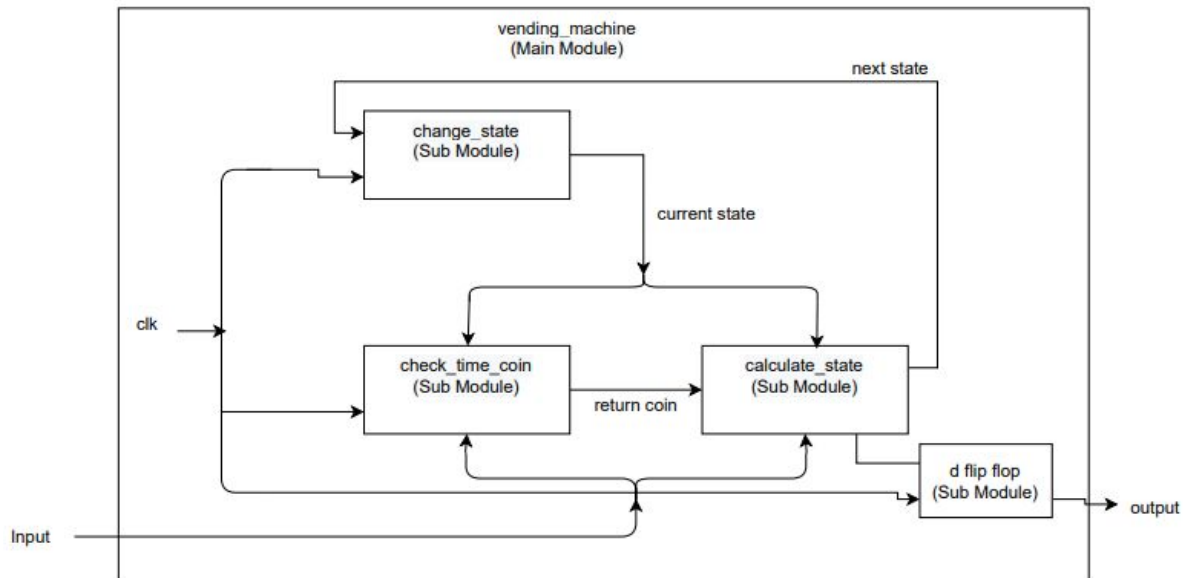 vending_machine
(Main Module)
next state
change_state
(Sub Module)
current state
clk
check_time_coin
(Sub Module)
return coin
calculate_state
(Sub Module)
d flip flop
(Sub Module)
output
Input